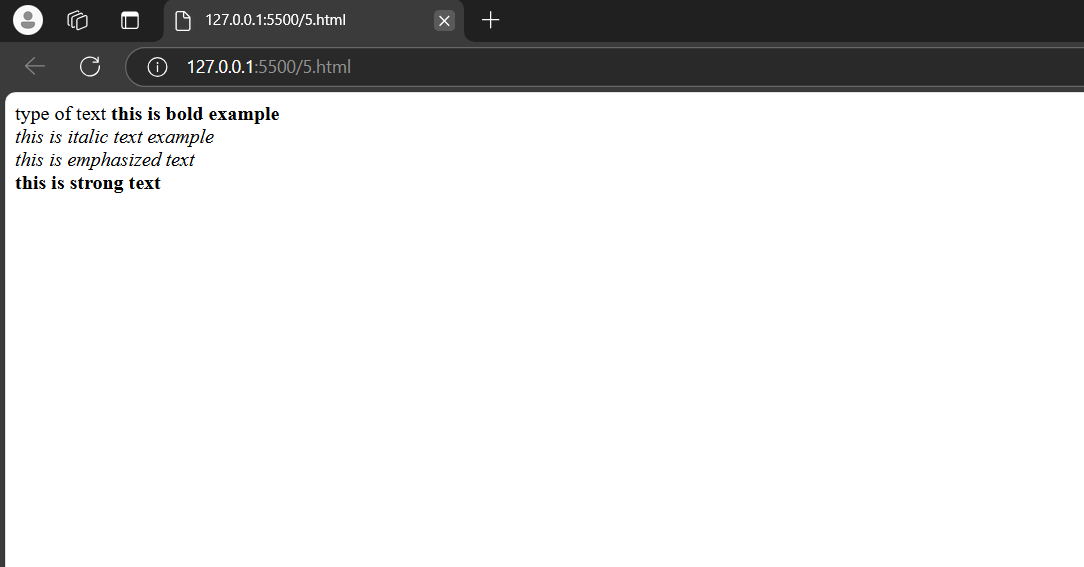 127.0.0.1:5500/5.html
127.0.0.1:5500/5.html
type of text this is bold example
this is italic text example
this is emphasized text
this is strong text